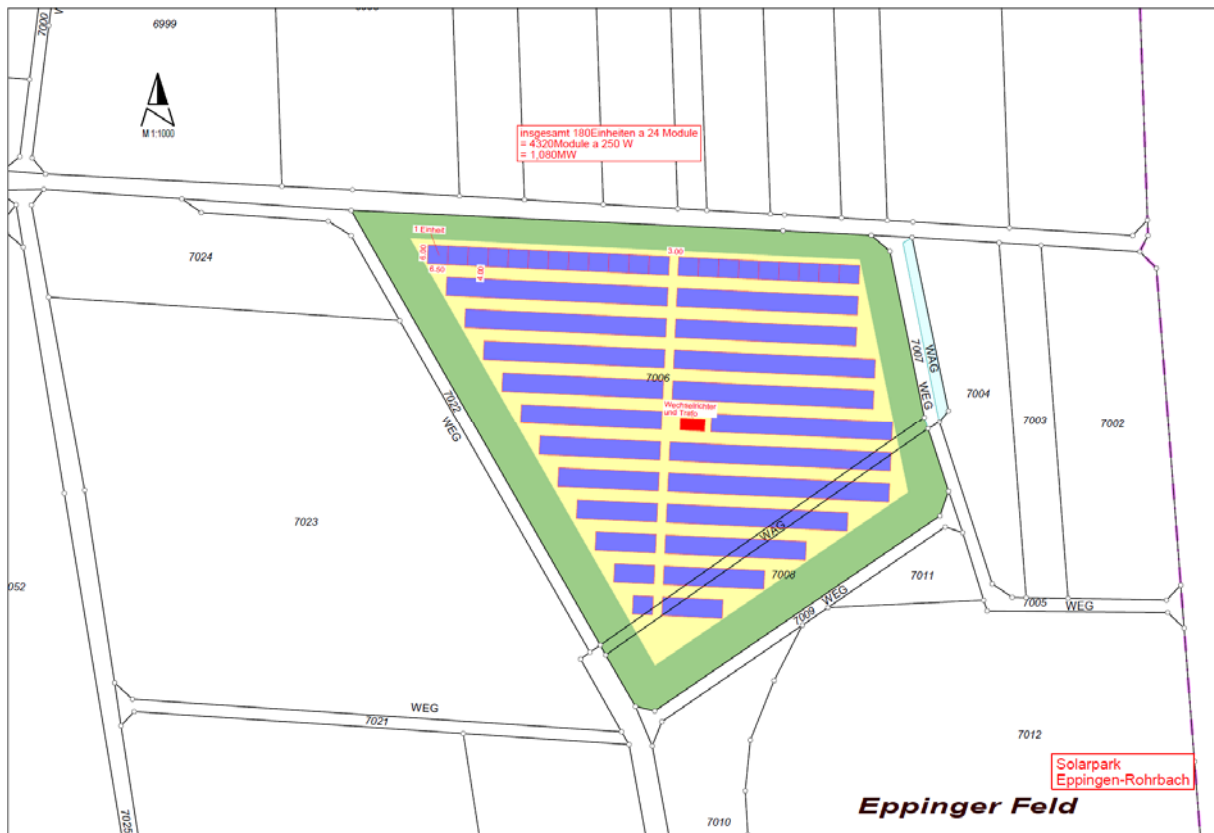 7000
W
6999
M 1:1000
insgesamt 180Einheiten a 24 Module
= 4320Module a 250 W
= 1,080MW
7024
1 Einheit
6.00
6.50
4.00
3.00
7006
7007
WEG
WAG
7004
7003
7002
7022
WEG
Wechselrichter
und Trafo
7023
WAG
7008
7011
7009
WEG
7005
WEG
7052
WEG
7021
7012
Solarpark
Eppingen-Rohrbach
Eppinger Feld
7025
7010